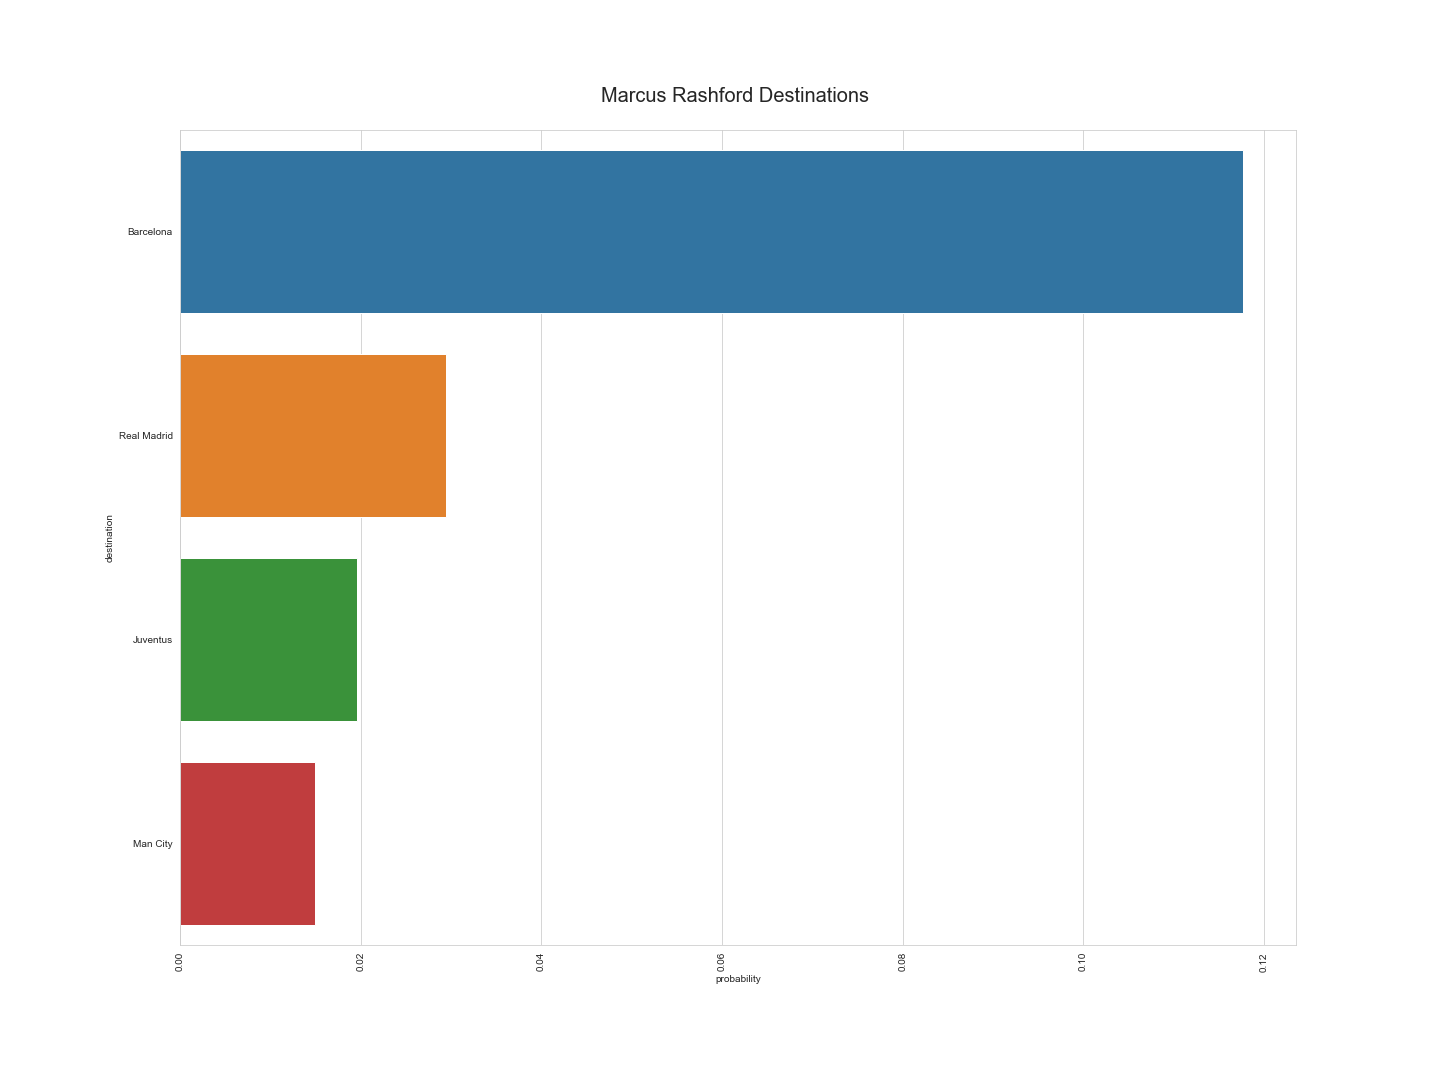 Marcus Rashford Destinations
Barcelona
Real Madrid
Juventus
Man City
destination
0.00
0.02
0.04
0.06
0.08
0.10
0.12
probability